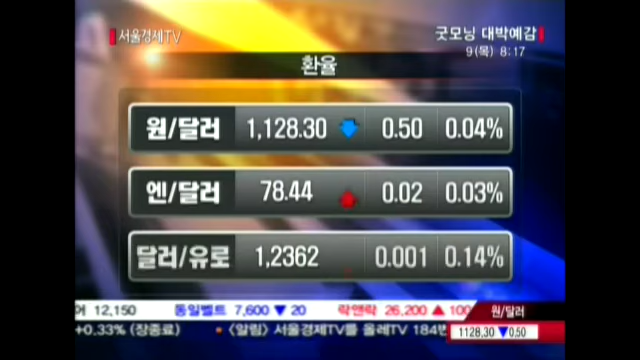 서울경제TV
굿모닝 대박예감
9(목) 8:17
환율
원/달러 1,128.30 0.50 0.04%
엔/달러 78.44 0.02 0.03%
달러/유로 1,2362 0.001 0.14%
12,150 동일벨트 7,600 ▼ 20 락앤락 26,200 ▲ 100
원/달러
+0.33% (장종료) • <알림> 서울경제TV를 올레TV 184번
1128,30 ▼0,50